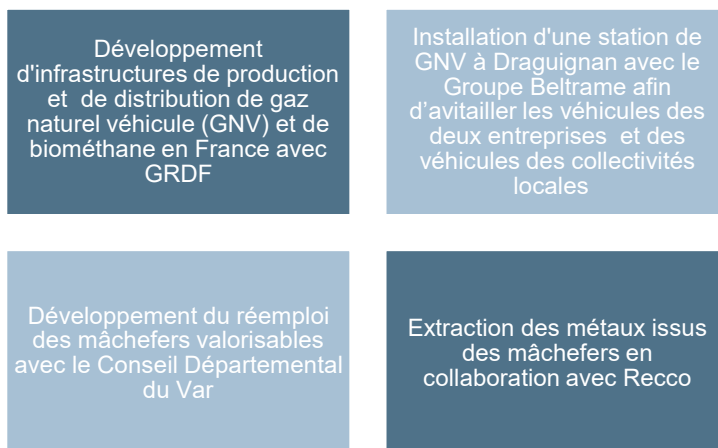 Développement
d'infrastructures de production
et de distribution de gaz
naturel véhicule (GNV) et de
biométhane en France avec
GRDF
Installation d'une station de
GNV à Draguignan avec le
Groupe Beltrame afin
d’avitailler les véhicules des
deux entreprises et des
véhicules des collectivités
locales
Développement du réemploi
des mâchefers valorisables
avec le Conseil Départemental
du Var
Extraction des métaux issus
des mâchefers en
collaboration avec Recco